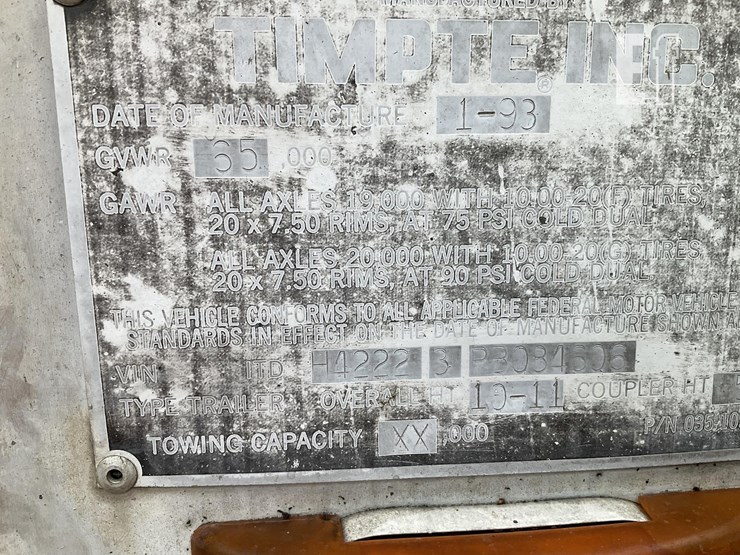 MANUFACTURED BY
TIMPTE, INC.
DATE OF MANUFACTURE 1-93
GVWR 65 ,000
GAWR ALL AXLES 19,000 WITH 10.00-20(F) TIRES,
20 x 7.50 RIMS, AT 75 PSI COLD DUAL
ALL AXLES 20,000 WITH 10.00-20(G) TIRES
20 x 7.50 RIMS, AT 90 PSI COLD DUAL
THIS VEHICLE CONFORMS TO ALL APPLICABLE FEDERAL MOTOR VEHICLE
STANDARDS IN EFFECT ON THE DATE OF MANUFACTURE SHOWN
VIN 1TD H4222 3
TYPE TRAILER OVERALL HT 10-11 COUPLER HT
TOWING CAPACITY XX ,000 P/N